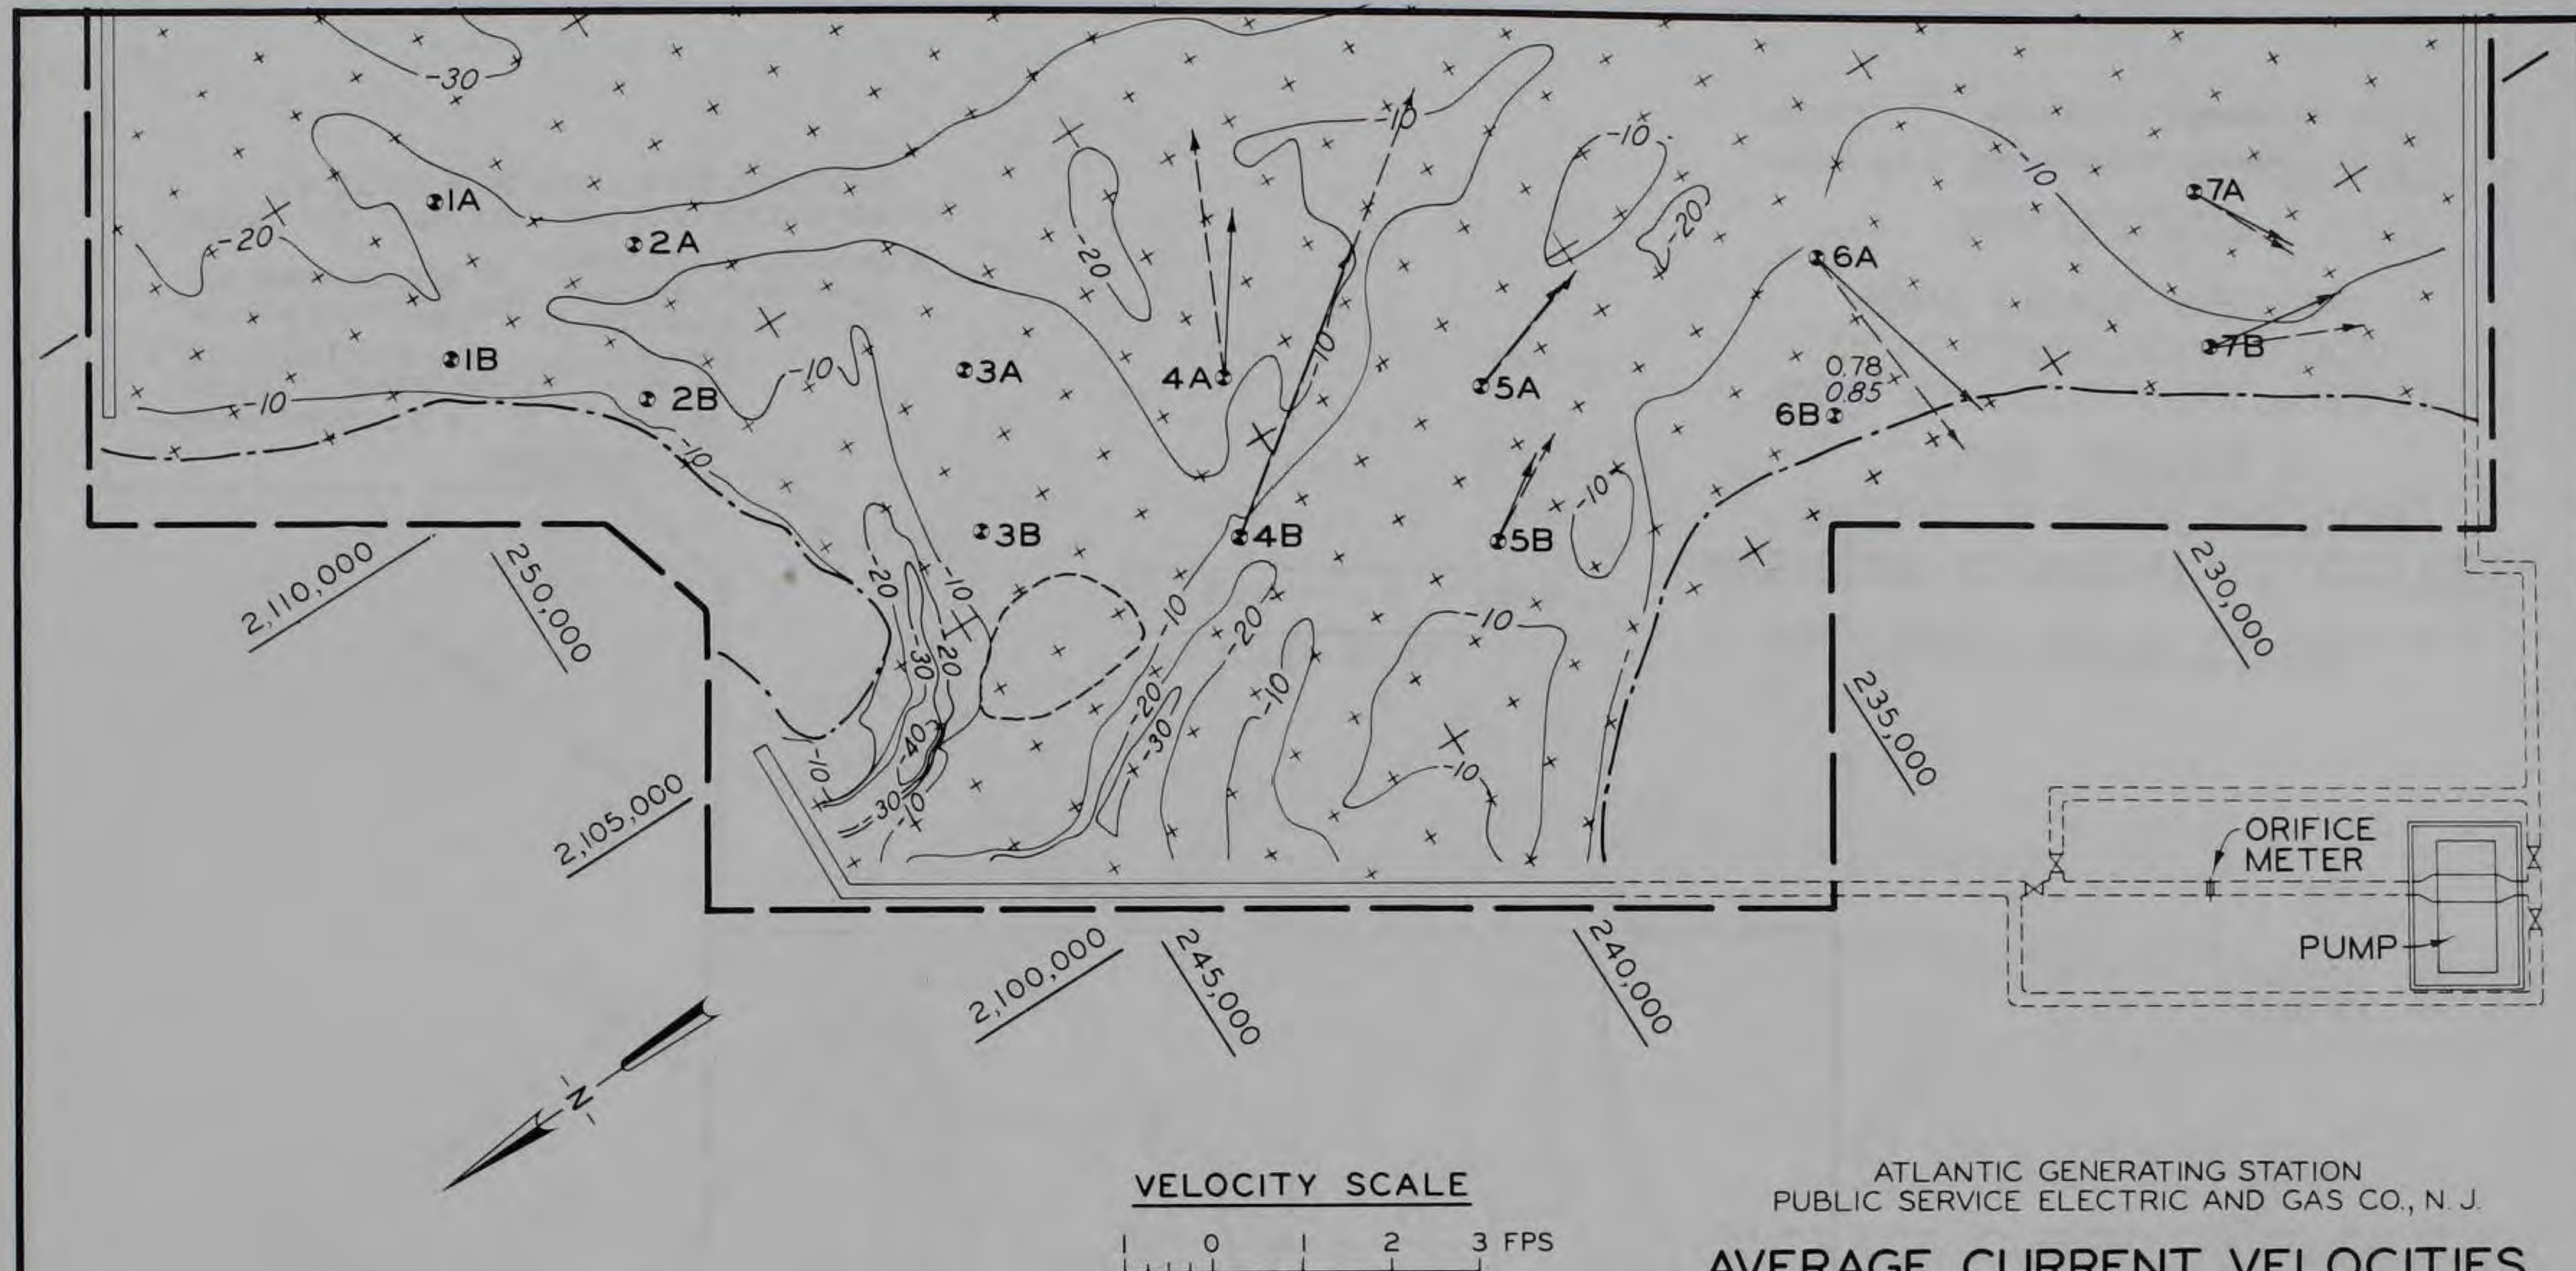 -30
-10
-10
-10
-20
1A
-20
2A
-20
-20
7A
6A
1B
-10
3A
4A
-10
5A
7B
0.78
0.85
-10
2B
6B
-10
-10
3B
4B
5B
-20
-10
-10
-20
-10
-30
-20
-20
-10
-30
-40
-10
-10
-30
-10
2,110,000
250,000
230,000
235,000
2,105,000
ORIFICE
METER
PUMP
2,100,000
245,000
240,000
N
VELOCITY SCALE
1 0 1 2 3 FPS
ATLANTIC GENERATING STATION
PUBLIC SERVICE ELECTRIC AND GAS CO., N. J.
AVERAGE CURRENT VELOCITIES